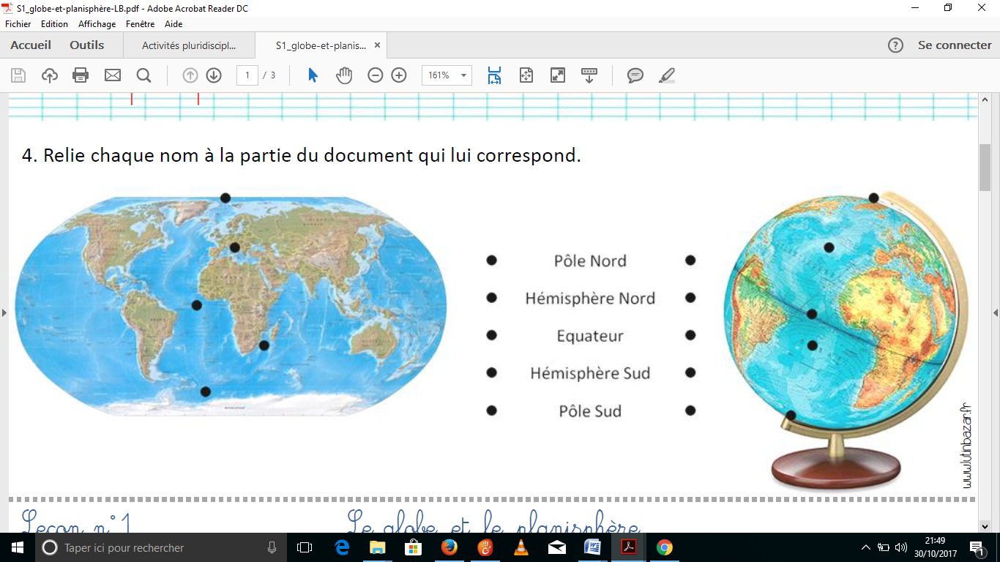 S1_globe-et-planisphère-LB.pdf - Adobe Acrobat Reader DC
Fichier Edition Affichage Fenêtre Aide
Accueil Outils Activités pluridiscipl... S1_globe-et-planis... × ? Se connecter
1 / 3 161%
4. Relie chaque nom à la partie du document qui lui correspond.
Pôle Nord
Hémisphère Nord
Equateur
Hémisphère Sud
Pôle Sud
www.lutinbazar.fr
Leçon n°1 Le globe et le planisphère
Taper ici pour rechercher
21:49
30/10/2017
1